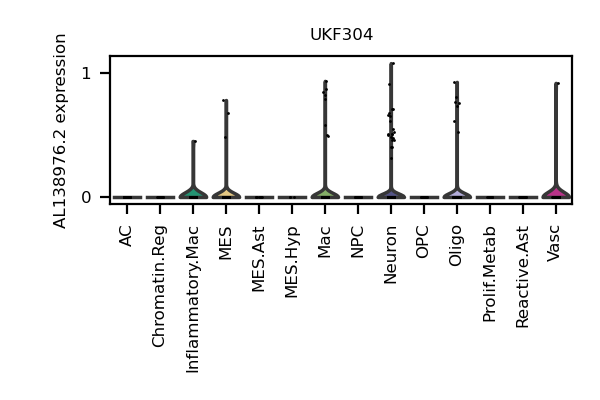 UKF304
AL138976.2 expression
1
0
AC
Chromatin.Reg
Inflammatory.Mac
MES
MES.Ast
MES.Hyp
Mac
NPC
Neuron
OPC
Oligo
Prolif.Metab
Reactive.Ast
Vasc